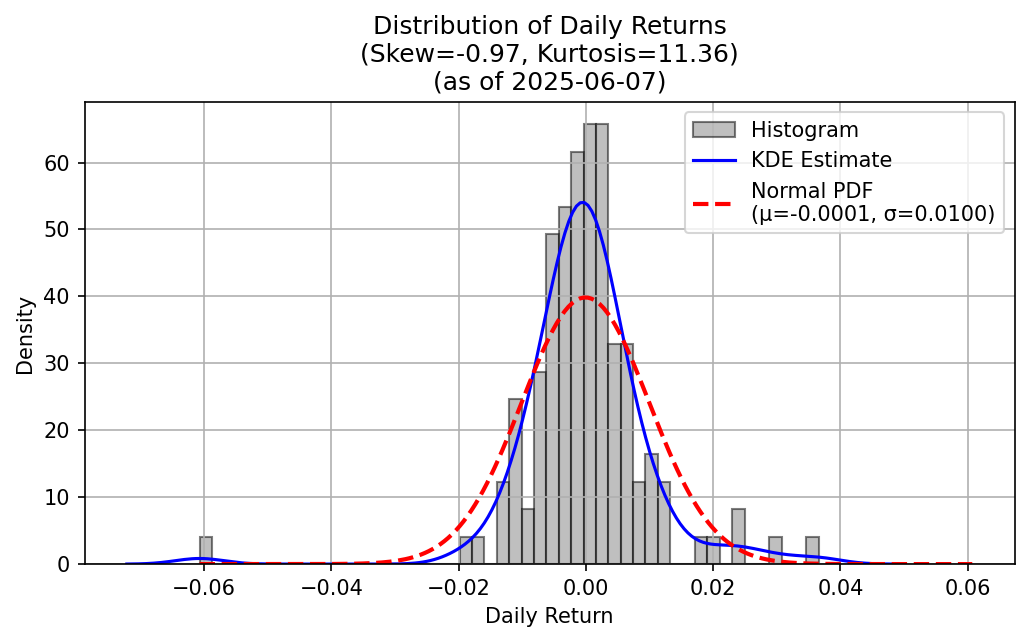 Distribution of Daily Returns
(Skew=-0.97, Kurtosis=11.36)
(as of 2025-06-07)
Histogram
KDE Estimate
Normal PDF
(μ=-0.0001, σ=0.0100)
Density
60
50
40
30
20
10
0
−0.06
−0.04
−0.02
0.00
0.02
0.04
0.06
Daily Return